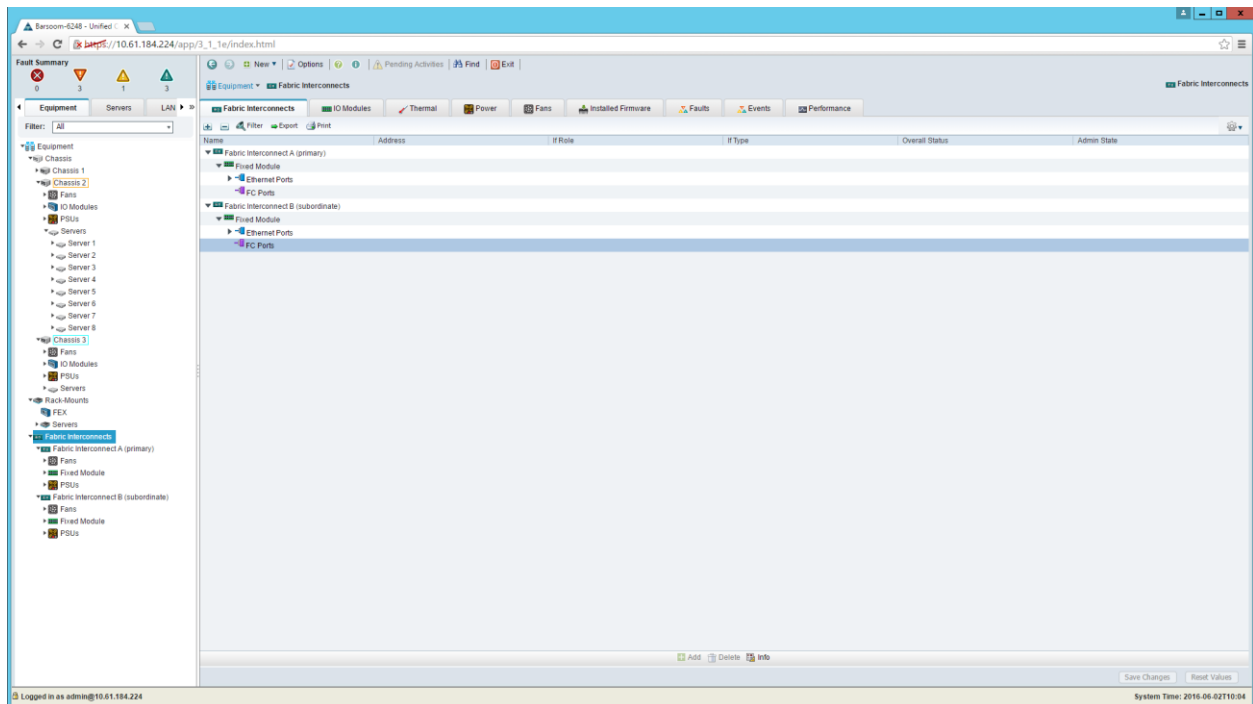 Barsoom-6248 - Unified C
https://10.61.184.224/app/3_1_1e/index.html
Fault Summary
0 3 1 3
New Options Pending Activities Find Exit
Equipment Fabric Interconnects
Fabric Interconnects
Equipment Servers LAN
Filter: All
Equipment
Chassis
Chassis 1
Chassis 2
Fans
IO Modules
PSUs
Servers
Server 1
Server 2
Server 3
Server 4
Server 5
Server 6
Server 7
Server 8
Chassis 3
Fans
IO Modules
PSUs
Servers
Rack-Mounts
FEX
Servers
Fabric Interconnects
Fabric Interconnect A (primary)
Fans
Fixed Module
PSUs
Fabric Interconnect B (subordinate)
Fans
Fixed Module
PSUs
Fabric Interconnects IO Modules Thermal Power Fans Installed Firmware Faults Events Performance
Filter Export Print
Name Address If Role If Type Overall Status Admin State
Fabric Interconnect A (primary)
Fixed Module
Ethernet Ports
FC Ports
Fabric Interconnect B (subordinate)
Fixed Module
Ethernet Ports
FC Ports
Add Delete Info
Save Changes Reset Values
Logged in as admin@10.61.184.224
System Time: 2016-06-02T10:04